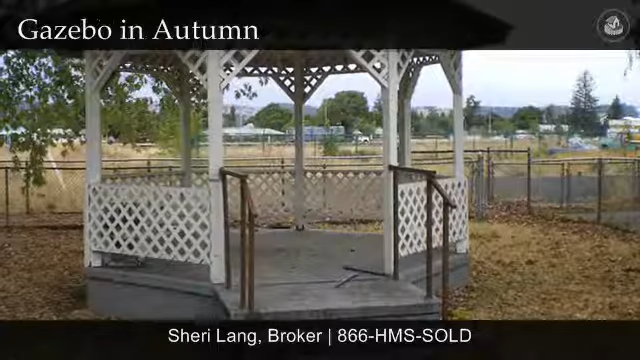 Gazebo in Autumn
Sheri Lang, Broker | 866-HMS-SOLD